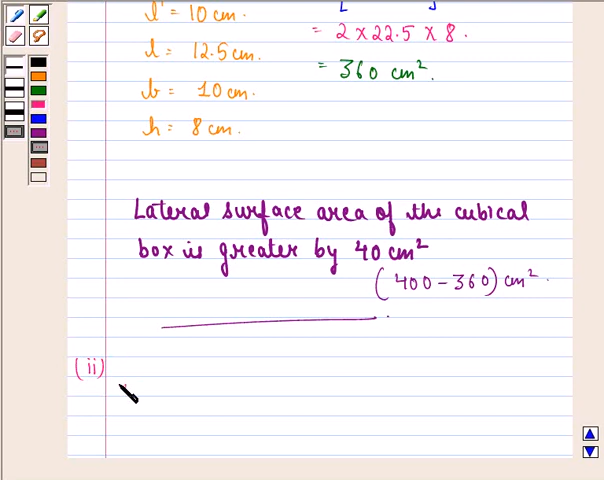 l' = 10 cm.
= 2 × 22.5 × 8.
l = 12.5 cm.
= 360 cm².
b = 10 cm.
h = 8 cm.
Lateral surface area of the cubical
box is greater by 40 cm²
(400 - 360) cm².
(ii)